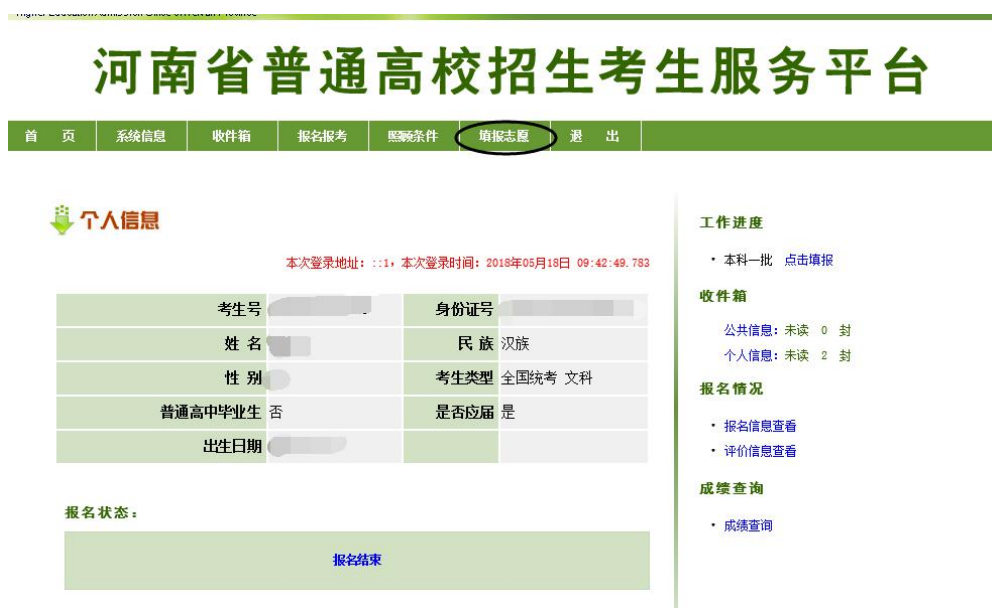 河南省普通高校招生考生服务平台
首 页 系统信息 收件箱 报名报考 照顾条件 填报志愿 退 出
个人信息
本次登录地址：::1，本次登录时间：2018年05月18日 09:42:49.783
考生号 身份证号
姓 名 民 族 汉族
性 别 考生类型 全国统考 文科
普通高中毕业生 否 是否应届 是
出生日期
报名状态：
报名结束
工作进度
· 本科一批 点击填报
收件箱
公共信息：未读 0 封
个人信息：未读 2 封
报名情况
· 报名信息查看
· 评价信息查看
成绩查询
· 成绩查询